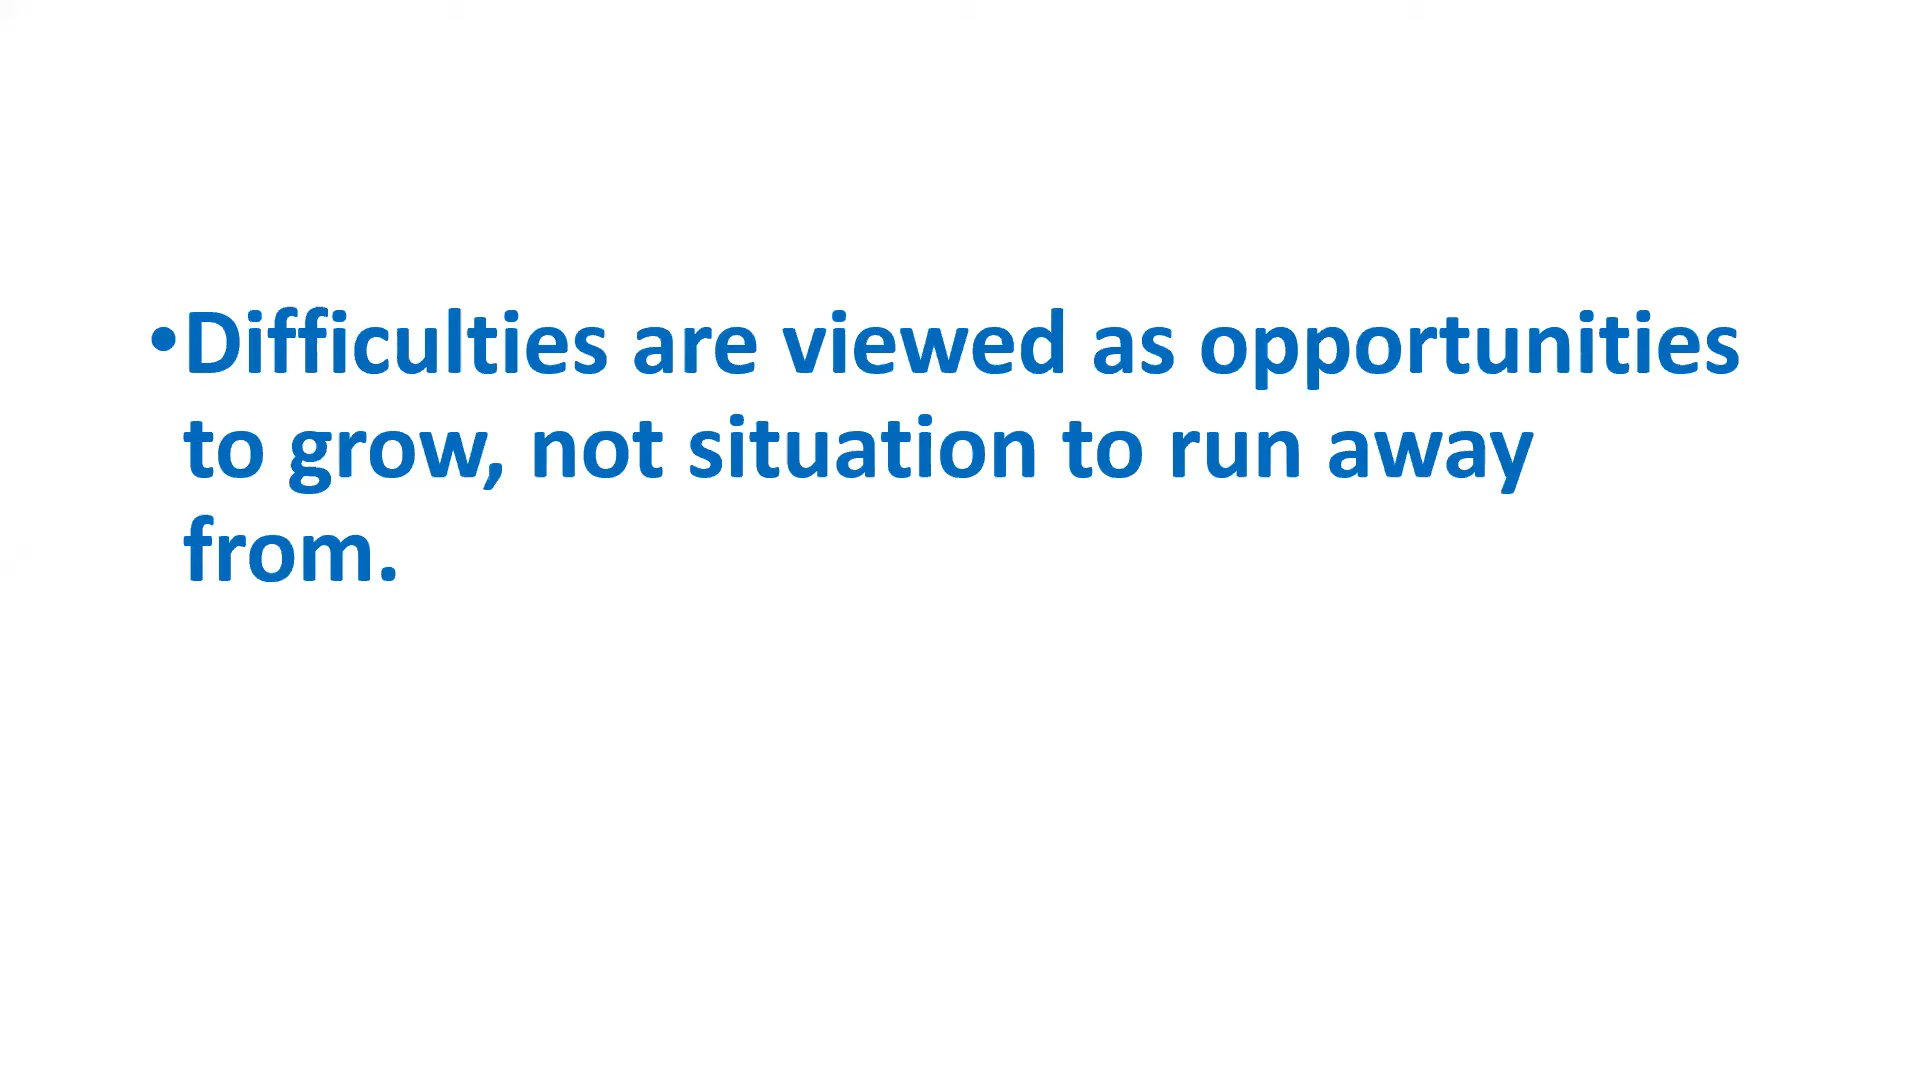 •Difficulties are viewed as opportunities
to grow, not situation to run away
from.